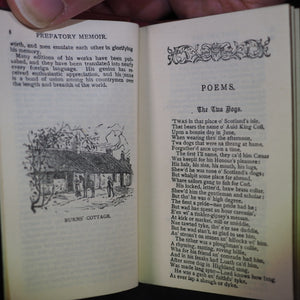 8 PREFATORY MEMOIR.
worth, and men emulate each other in glorifying
his memory.
Many editions of his works have been pub-
lished, and they have been translated into nearly
every foreign language. His genius has re-
ceived enthusiastic appreciation, and his name
is a bond of union among his countrymen over
the length and breadth of the world.
BURNS' COTTAGE.
POEMS.
The Twa Dogs.
'TWAS in that place o' Scotland's isle,
That bears the name o' Auld King Coil,
Upon a bonnie day in June,
When wearing through the afternoon,
Twa dogs that were na thrang at hame,
Forgather'd ance upon a time.
The first I'll name, they ca'd him Cæsar
Was keepit for his Honour's pleasure:
His hair, his size, his mouth, his lugs,
Shew'd he was nane o' Scotland's dogs;
But whalpit some place far abroad,
Where sailors gang to fish for cod.
His locked, letter'd, braw brass collar
Shew'd him the gentleman and scholar;
But tho' he was o' high degree,
The fient a pride, nae pride had he;
But wad hae spent an hour caressin',
Ev'n wi' a tinkler-gipsy's messin.
At kirk or market, mill or smiddie,
Nae tawted tyke, tho' e'er sae duddie,
But he wad stan't, as glad to see him,
And stroan't on stanes an' hillocks wi' him.
The tither was a ploughman's collie,
A rhyming, ranting, roving billie,
Wha for his friend and comrade had him,
And in his freaks had Luath ca'd him,
After some dog in Highland sang,
Was made lang syne—Lord knows how lang.
He was a gash an' faithfu' tyke,
As ever lap a sheugh or dyke.